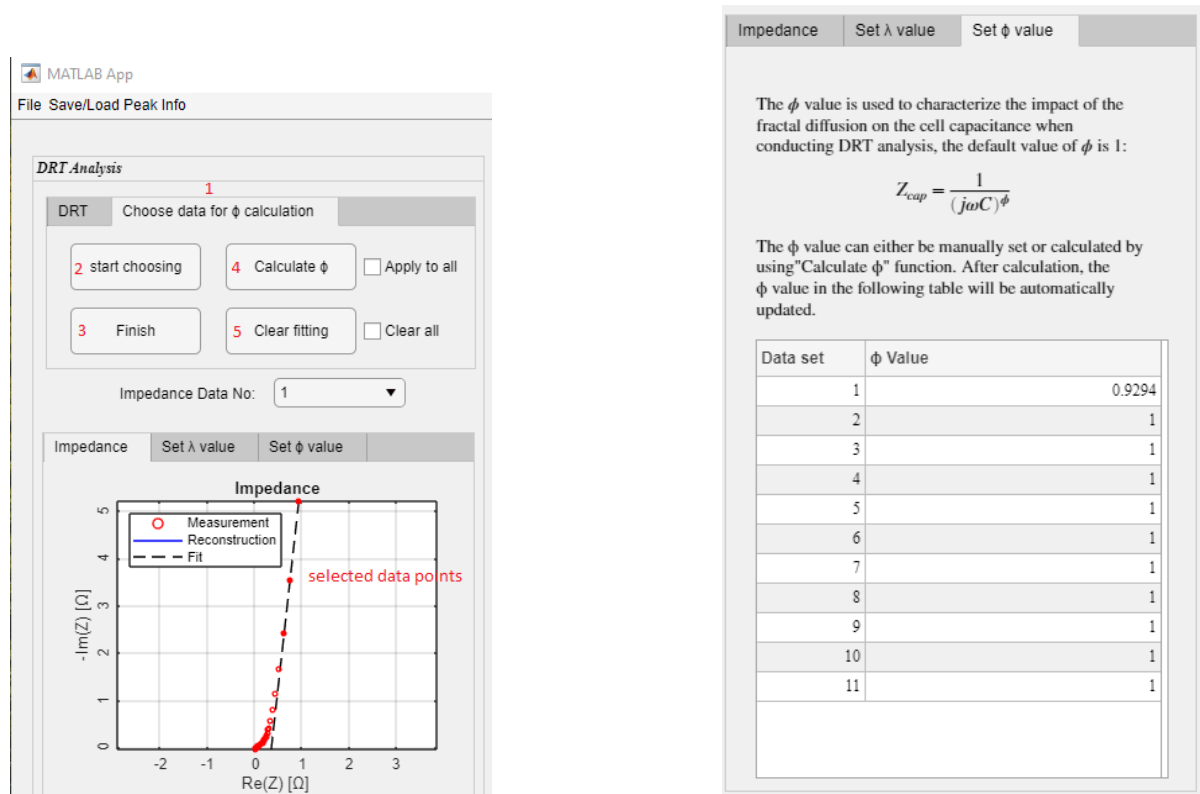 MATLAB App
File Save/Load Peak Info
DRT Analysis
1
DRT Choose data for ϕ calculation
2 start choosing
4 Calculate ϕ
Apply to all
3 Finish
5 Clear fitting
Clear all
Impedance Data No: 1
Impedance Set λ value Set ϕ value
Impedance
Measurement
Reconstruction
Fit
selected data points
5
4
3
2
1
0
-Im(Z) [Ω]
-2 -1 0 1 2 3
Re(Z) [Ω]
Impedance Set λ value Set ϕ value
The ϕ value is used to characterize the impact of the
fractal diffusion on the cell capacitance when
conducting DRT analysis, the default value of ϕ is 1:
Z_cap = 1 / (jωC)^ϕ
The ϕ value can either be manually set or calculated by
using"Calculate ϕ" function. After calculation, the
ϕ value in the following table will be automatically
updated.
Data set ϕ Value
1 0.9294
2 1
3 1
4 1
5 1
6 1
7 1
8 1
9 1
10 1
11 1